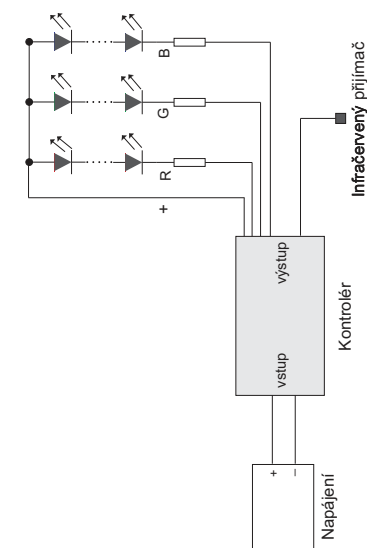 B
G
R
+
Infračervený přijímač
výstup
vstup
Kontrolér
+
–
Napájení